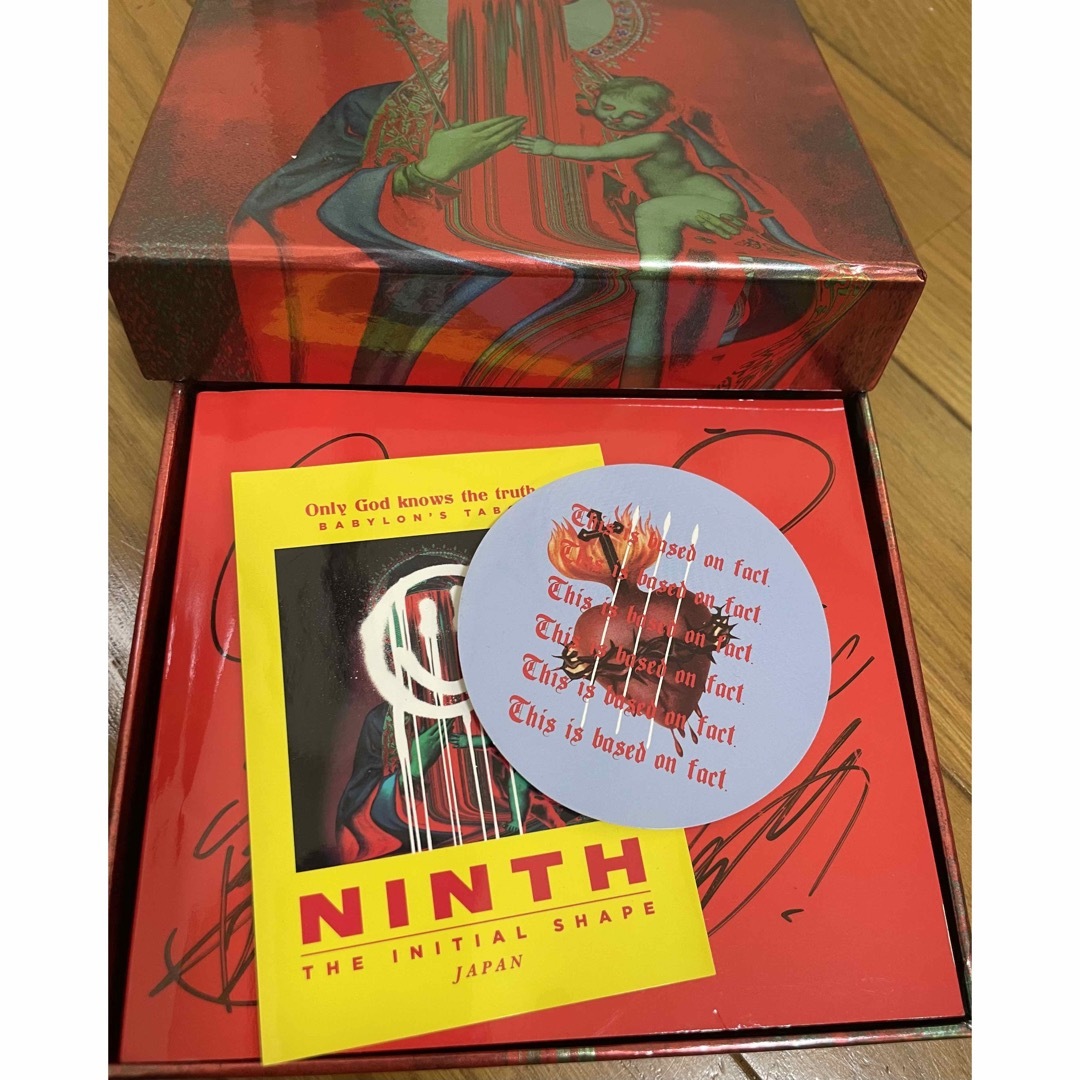 Only God knows the truth
BABYLON'S
NINTH
THE INITIAL SHAPE
JAPAN
This is based on fact.
This is based on fact.
This is based on fact.
This is based on fact.
This is based on fact.
This is based on fact.